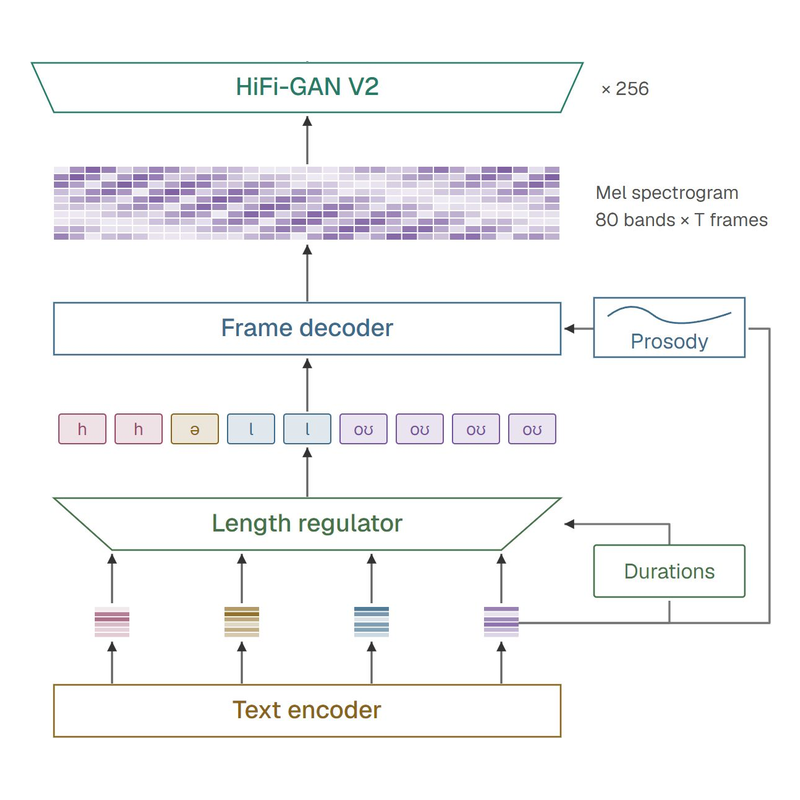 HiFi-GAN V2
× 256
Mel spectrogram
80 bands × T frames
Frame decoder
Prosody
h h ə l l oʊ oʊ oʊ oʊ
Length regulator
Durations
Text encoder